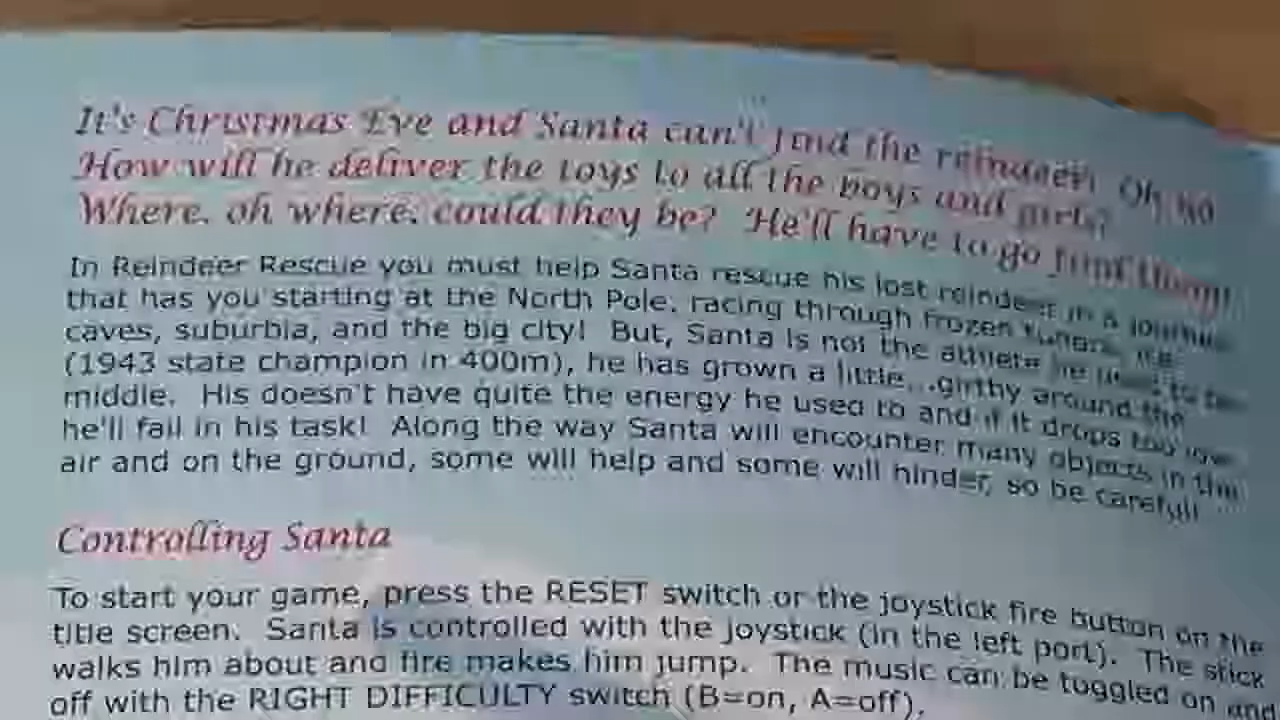 It's Christmas Eve and Santa can't find the reindeer! Oh no
How will he deliver the toys to all the boys and girls?
Where, oh where, could they be? He'll have to go find them!
In Reindeer Rescue you must help Santa rescue his lost reindeer in a
that has you starting at the North Pole, racing through frozen
caves, suburbia, and the big city! But, Santa is not the athlete he used to be
(1943 state champion in 400m), he has grown a little...girthy around the
middle. His doesn't have quite the energy he used to and if it drops too low
he'll fail in his task! Along the way Santa will encounter many objects in the
air and on the ground, some will help and some will hinder, so be careful!
Controlling Santa
To start your game, press the RESET switch or the joystick fire button on the
title screen. Santa is controlled with the joystick (in the left port). The stick
walks him about and fire makes him jump. The music can be toggled on and
off with the RIGHT DIFFICULTY switch (B=on, A=off).